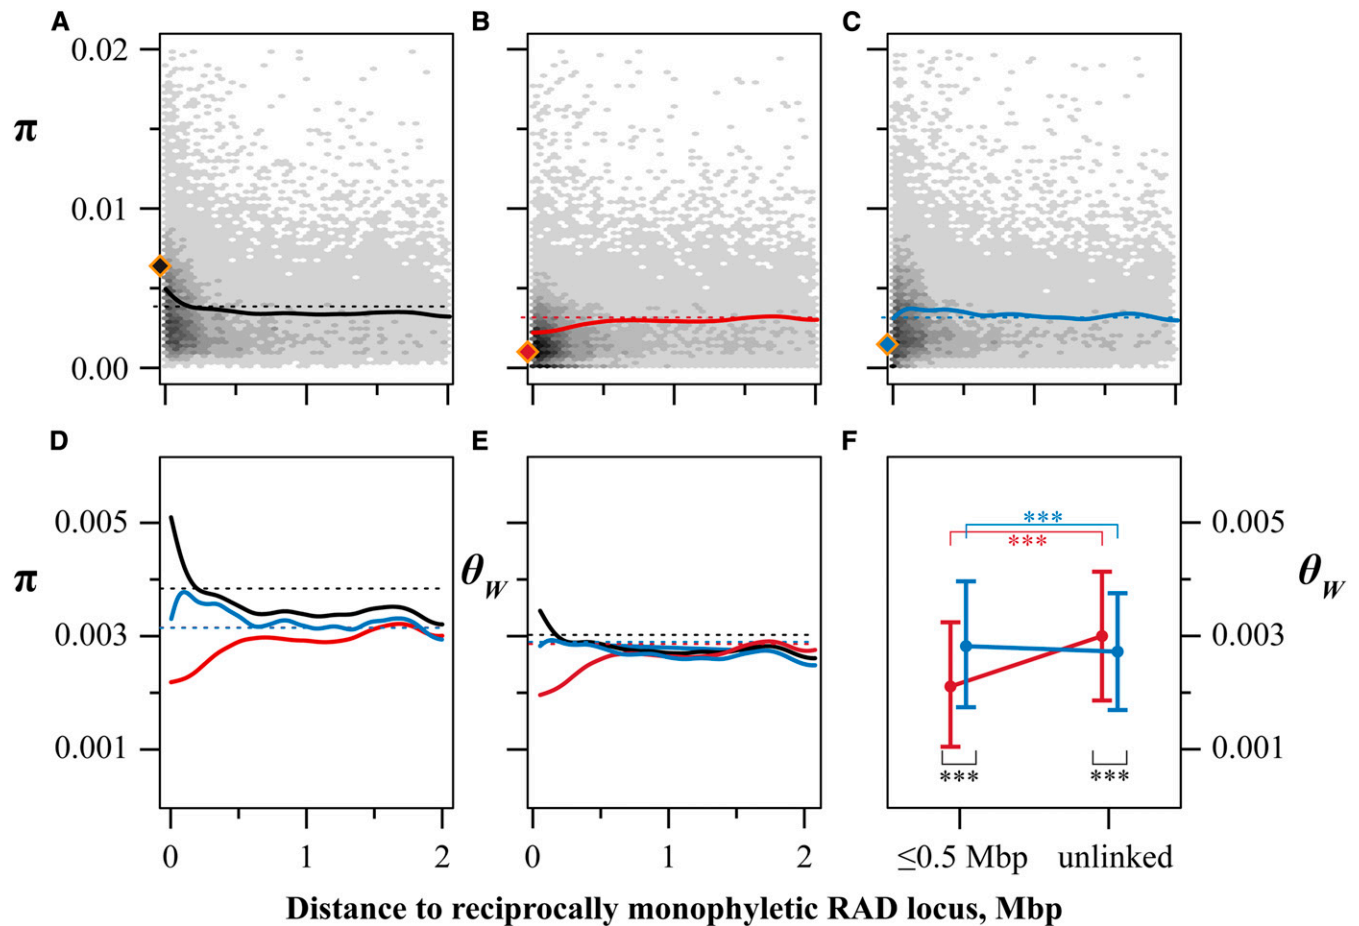 A B C
0.02
π
0.01
0.00
D E F
0.005 *** 0.005
***
π θW θW
0.003 0.003
0.001 0.001
*** ***
0 1 2 0 1 2 ≤0.5 Mbp unlinked
Distance to reciprocally monophyletic RAD locus, Mbp